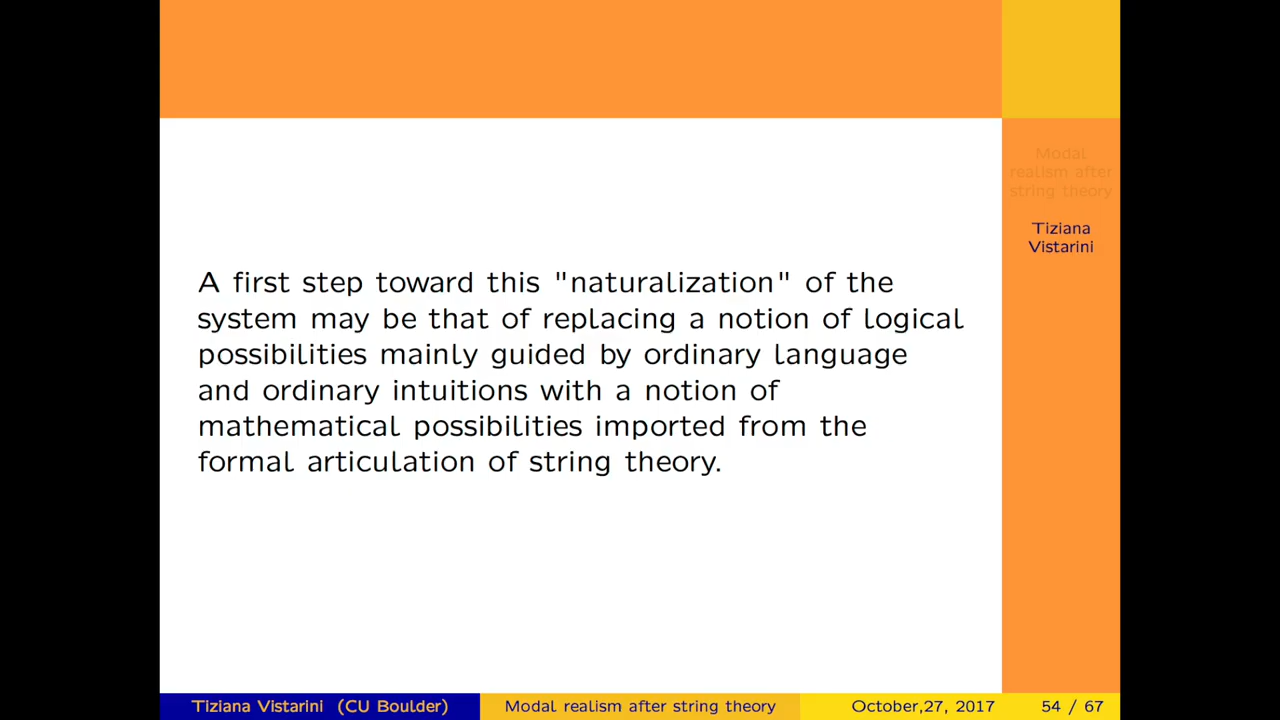 Modal
realism after
string theory
Tiziana
Vistarini
A first step toward this "naturalization" of the
system may be that of replacing a notion of logical
possibilities mainly guided by ordinary language
and ordinary intuitions with a notion of
mathematical possibilities imported from the
formal articulation of string theory.
Tiziana Vistarini (CU Boulder) Modal realism after string theory October,27, 2017 54 / 67